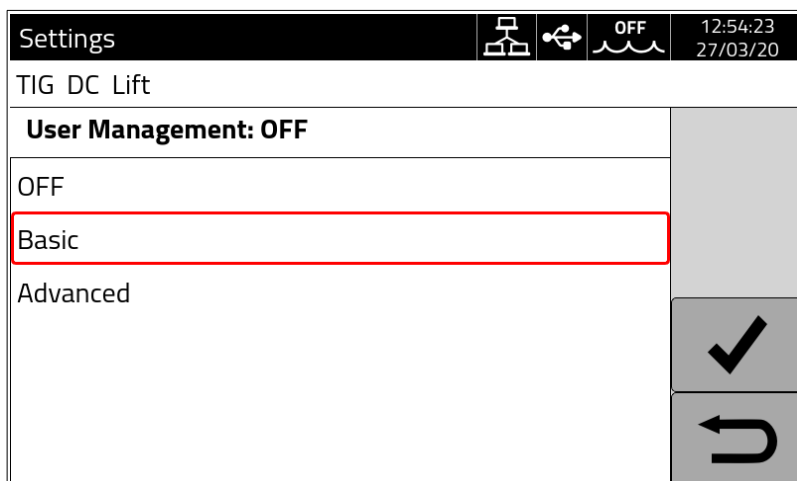 Settings
OFF
12:54:23
27/03/20
TIG DC Lift
User Management: OFF
OFF
Basic
Advanced